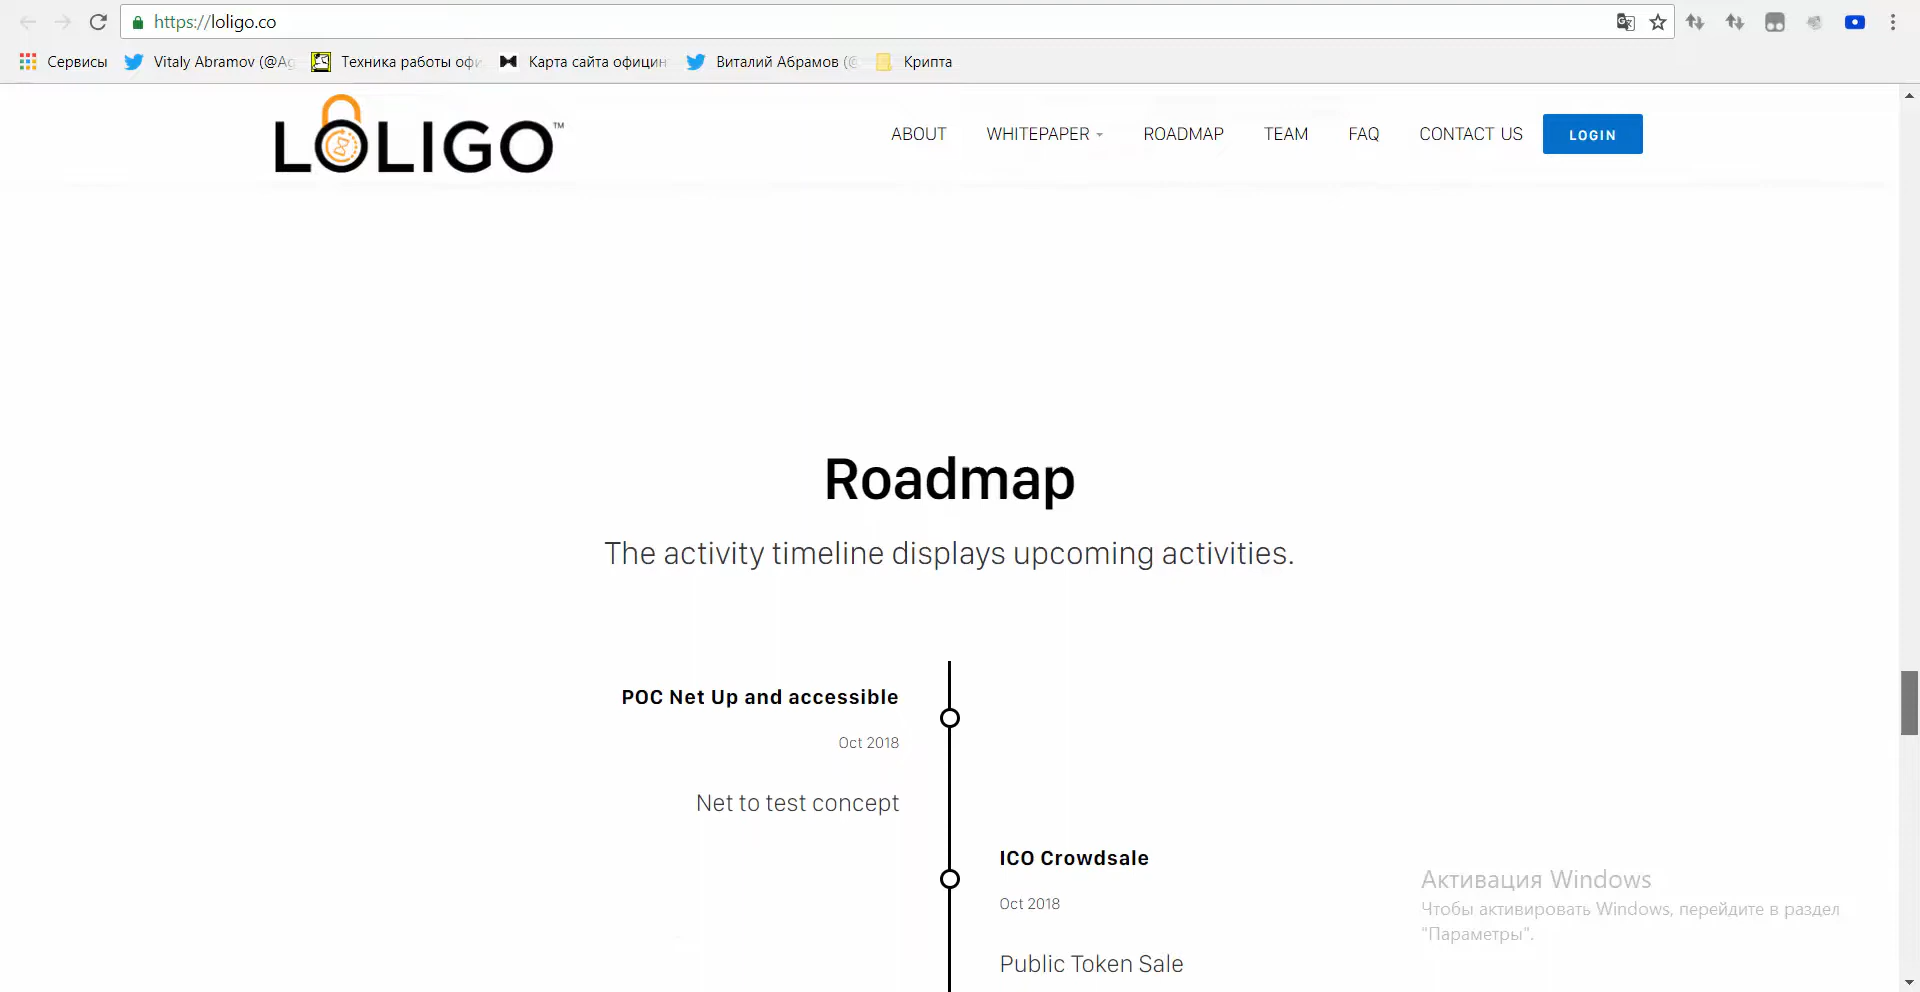 https://loligo.co
Сервисы Vitaly Abramov (@Ag Техника работы офи Карта сайта официн Виталий Абрамов (@ Крипта
LOLIGO™ ABOUT WHITEPAPER ROADMAP TEAM FAQ CONTACT US LOGIN
Roadmap
The activity timeline displays upcoming activities.
POC Net Up and accessible
Oct 2018
Net to test concept
ICO Crowdsale
Oct 2018
Public Token Sale
Активация Windows
Чтобы активировать Windows, перейдите в раздел
"Параметры".